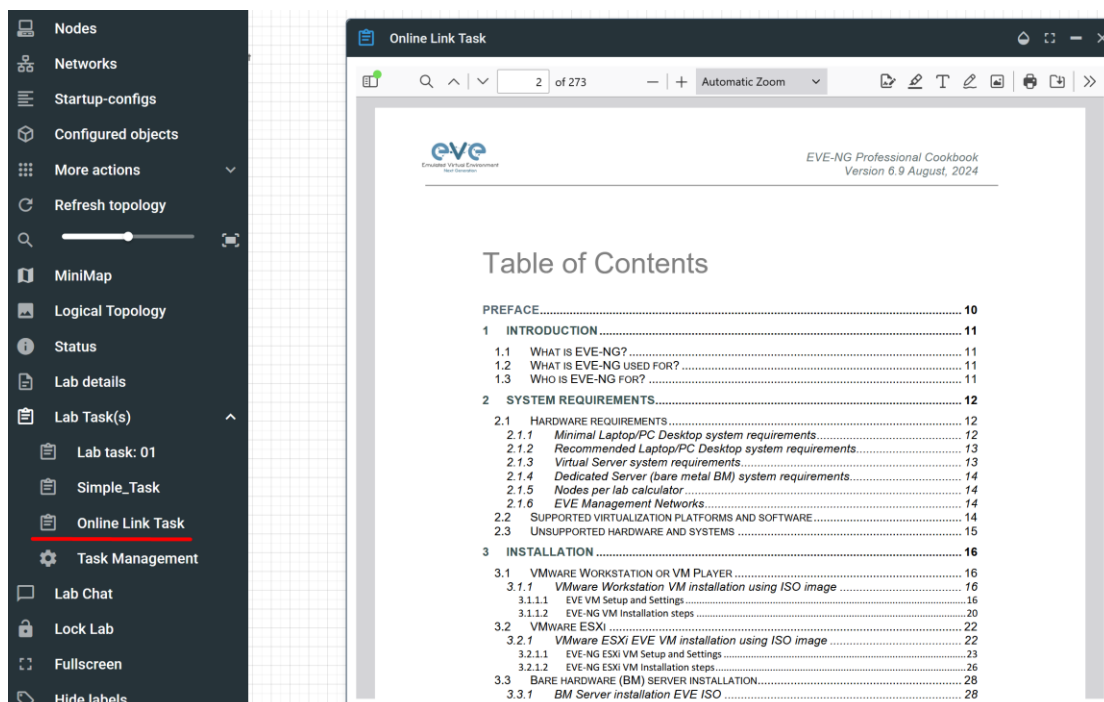 Nodes
Networks
Startup-configs
Configured objects
More actions
Refresh topology
MiniMap
Logical Topology
Status
Lab details
Lab Task(s)
Lab task: 01
Simple_Task
Online Link Task
Task Management
Lab Chat
Lock Lab
Fullscreen
Hide labels
Online Link Task
2 of 273
Automatic Zoom
eve
Emulated Virtual Environment
Next Generation
EVE-NG Professional Cookbook
Version 6.9 August, 2024
Table of Contents
PREFACE 10
1 INTRODUCTION 11
1.1 WHAT IS EVE-NG? 11
1.2 WHAT IS EVE-NG USED FOR? 11
1.3 WHO IS EVE-NG FOR? 11
2 SYSTEM REQUIREMENTS 12
2.1 HARDWARE REQUIREMENTS 12
2.1.1 Minimal Laptop/PC Desktop system requirements 12
2.1.2 Recommended Laptop/PC Desktop system requirements 13
2.1.3 Virtual Server system requirements 13
2.1.4 Dedicated Server (bare metal BM) system requirements 14
2.1.5 Nodes per lab calculator 14
2.1.6 EVE Management Networks 14
2.2 SUPPORTED VIRTUALIZATION PLATFORMS AND SOFTWARE 14
2.3 UNSUPPORTED HARDWARE AND SYSTEMS 15
3 INSTALLATION 16
3.1 VMWARE WORKSTATION OR VM PLAYER 16
3.1.1 VMware Workstation VM installation using ISO image 16
3.1.1.1 EVE VM Setup and Settings 16
3.1.1.2 EVE-NG VM Installation steps 20
3.2 VMWARE ESXI 22
3.2.1 VMware ESXi EVE VM installation using ISO image 22
3.2.1.1 EVE-NG ESXi VM Setup and Settings 23
3.2.1.2 EVE-NG ESXi VM Installation steps 26
3.3 BARE HARDWARE (BM) SERVER INSTALLATION 28
3.3.1 BM Server installation EVE ISO 28